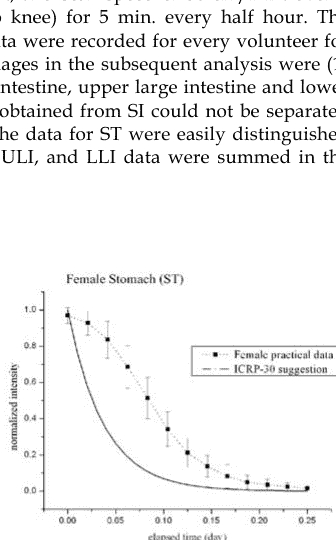 to knee) for 5 min. every half hour. Th
ata were recorded for every volunteer fo
ages in the subsequent analysis were (1
intestine, upper large intestine and lowe
obtained from SI could not be separate
he data for ST were easily distinguishe
ULI, and LLI data were summed in th
Female Stomach (ST)
1.0
0.8
0.6
0.4
0.2
0.0
normalized intensity
Female practical data
ICRP-30 suggestion
0.00 0.05 0.10 0.15 0.20 0.25
elapsed time (day)